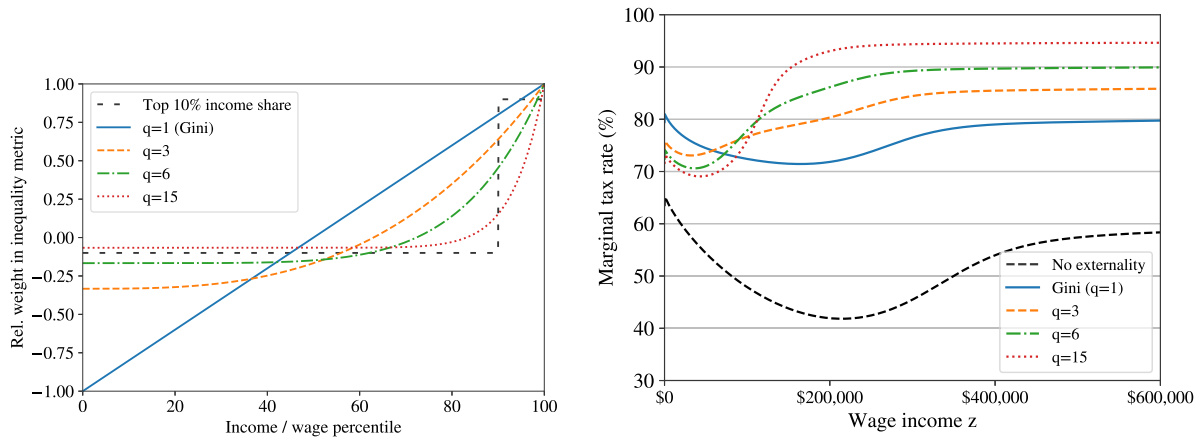 1.00
0.75
0.50
0.25
0.00
−0.25
−0.50
−0.75
−1.00
Rel. weight in inequality metric
Top 10% income share
q=1 (Gini)
q=3
q=6
q=15
0 20 40 60 80 100
Income / wage percentile
100
90
80
70
60
50
40
30
Marginal tax rate (%)
No externality
Gini (q=1)
q=3
q=6
q=15
$0 $200,000 $400,000 $600,000
Wage income z